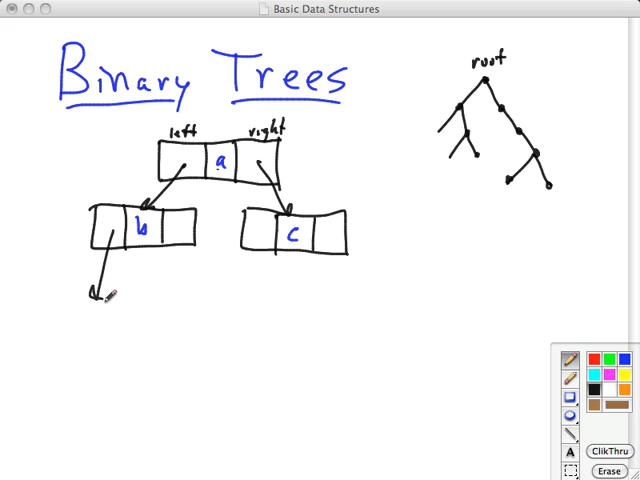 Basic Data Structures
Binary Trees
root
left right
a
b c
A
ClikThru
Erase